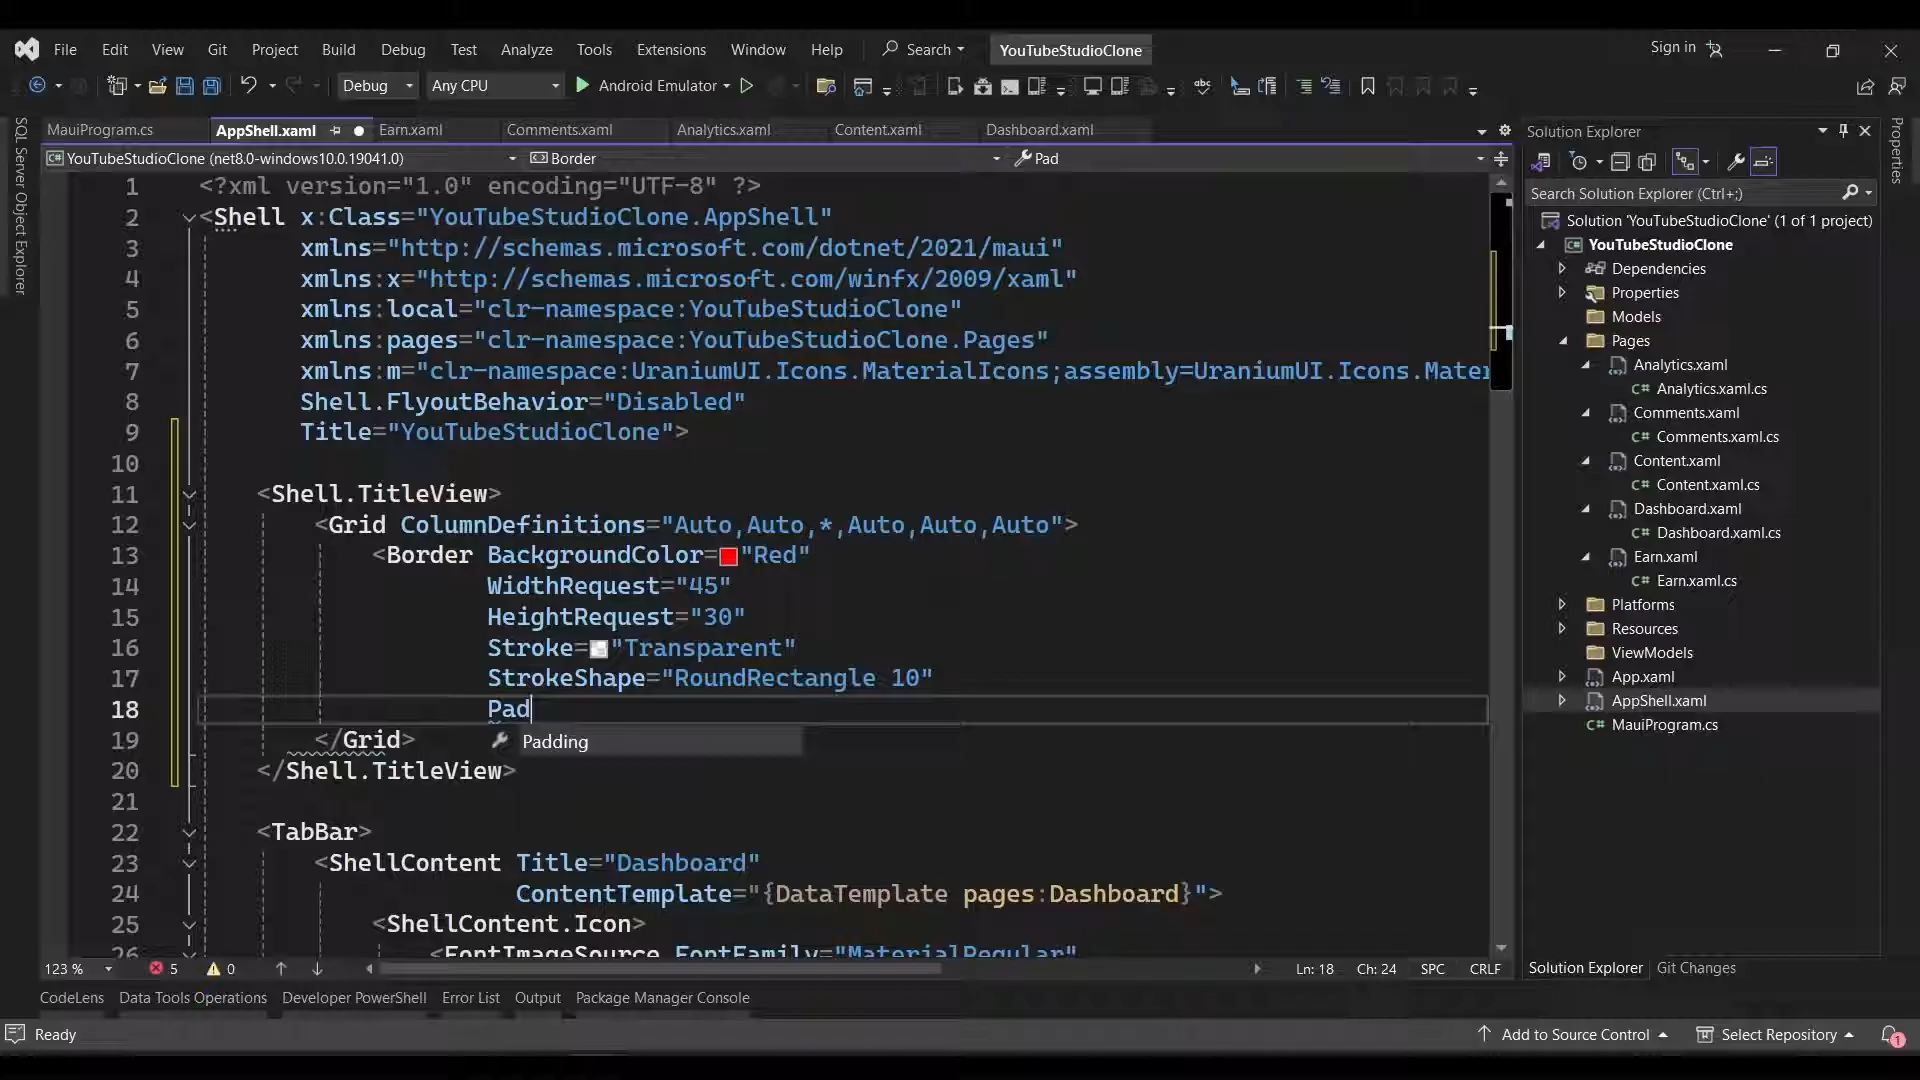 File Edit View Git Project Build Debug Test Analyze Tools Extensions Window Help Search YouTubeStudioClone Sign in
Debug Any CPU Android Emulator
MauiProgram.cs AppShell.xaml Earn.xaml Comments.xaml Analytics.xaml Content.xaml Dashboard.xaml
YouTubeStudioClone (net8.0-windows10.0.19041.0) Border Pad
SQL Server Object Explorer
1 <?xml version="1.0" encoding="UTF-8" ?>
2 <Shell x:Class="YouTubeStudioClone.AppShell"
3 xmlns="http://schemas.microsoft.com/dotnet/2021/maui"
4 xmlns:x="http://schemas.microsoft.com/winfx/2009/xaml"
5 xmlns:local="clr-namespace:YouTubeStudioClone"
6 xmlns:pages="clr-namespace:YouTubeStudioClone.Pages"
7 xmlns:m="clr-namespace:UraniumUI.Icons.MaterialIcons;assembly=UraniumUI.Icons.Mater
8 Shell.FlyoutBehavior="Disabled"
9 Title="YouTubeStudioClone">
10
11 <Shell.TitleView>
12 <Grid ColumnDefinitions="Auto,Auto,*,Auto,Auto,Auto">
13 <Border BackgroundColor="Red"
14 WidthRequest="45"
15 HeightRequest="30"
16 Stroke="Transparent"
17 StrokeShape="RoundRectangle 10"
18 Pad
19 </Grid>
Padding
20 </Shell.TitleView>
21
22 <TabBar>
23 <ShellContent Title="Dashboard"
24 ContentTemplate="{DataTemplate pages:Dashboard}">
25 <ShellContent.Icon>
26 <FontImageSource FontFamily="MaterialRegular"
123 % 5 0 Ln: 18 Ch: 24 SPC CRLF
Solution Explorer
Search Solution Explorer (Ctrl+;)
Solution 'YouTubeStudioClone' (1 of 1 project)
YouTubeStudioClone
Dependencies
Properties
Models
Pages
Analytics.xaml
C# Analytics.xaml.cs
Comments.xaml
C# Comments.xaml.cs
Content.xaml
C# Content.xaml.cs
Dashboard.xaml
C# Dashboard.xaml.cs
Earn.xaml
C# Earn.xaml.cs
Platforms
Resources
ViewModels
App.xaml
AppShell.xaml
C# MauiProgram.cs
Solution Explorer Git Changes
Properties
CodeLens Data Tools Operations Developer PowerShell Error List Output Package Manager Console
Ready Add to Source Control Select Repository 1